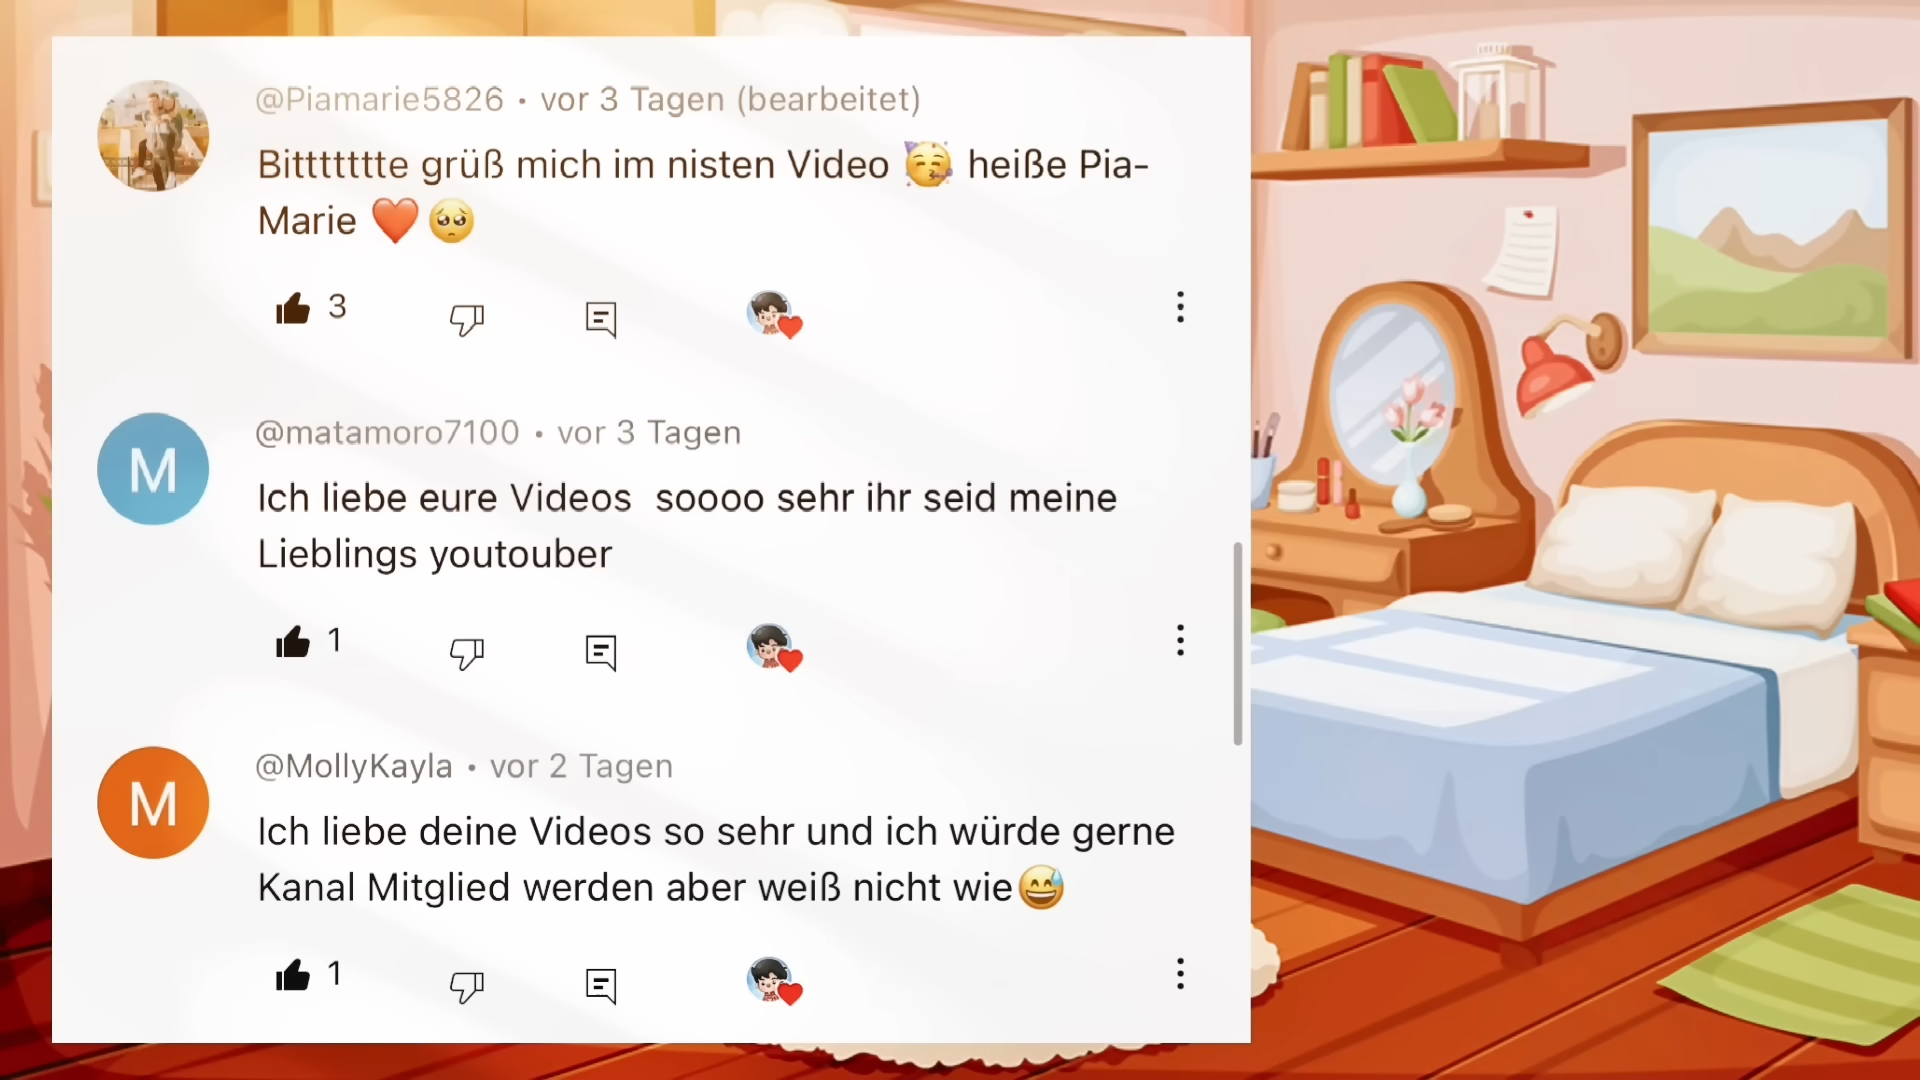 @Piamarie5826 • vor 3 Tagen (bearbeitet)
Bitttttttte grüß mich im nisten Video 🥳 heiße Pia-
Marie ❤️🥺
3
M
@matamoro7100 • vor 3 Tagen
Ich liebe eure Videos  soooo sehr ihr seid meine
Lieblings youtouber
1
M
@MollyKayla • vor 2 Tagen
Ich liebe deine Videos so sehr und ich würde gerne
Kanal Mitglied werden aber weiß nicht wie😅
1